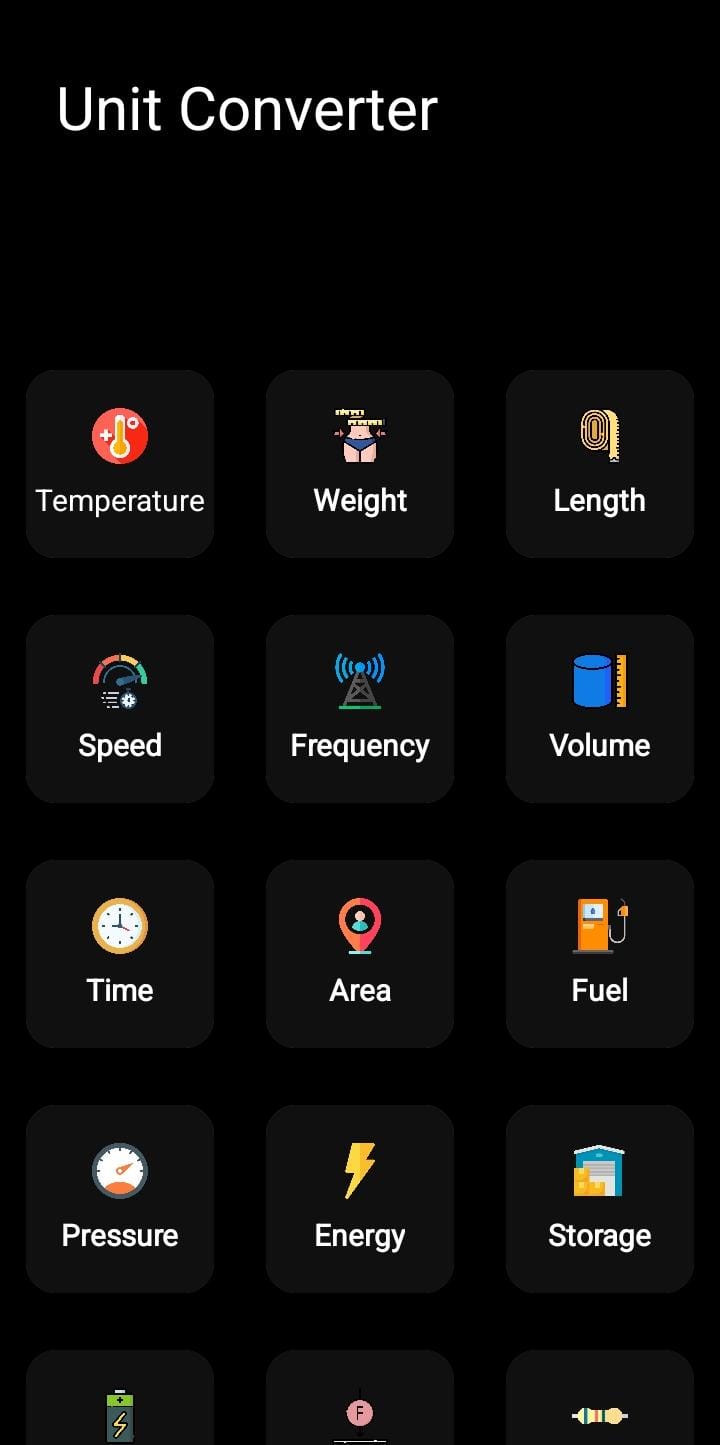 Unit Converter
Temperature
Weight
Length
Speed
Frequency
Volume
Time
Area
Fuel
Pressure
Energy
Storage
F